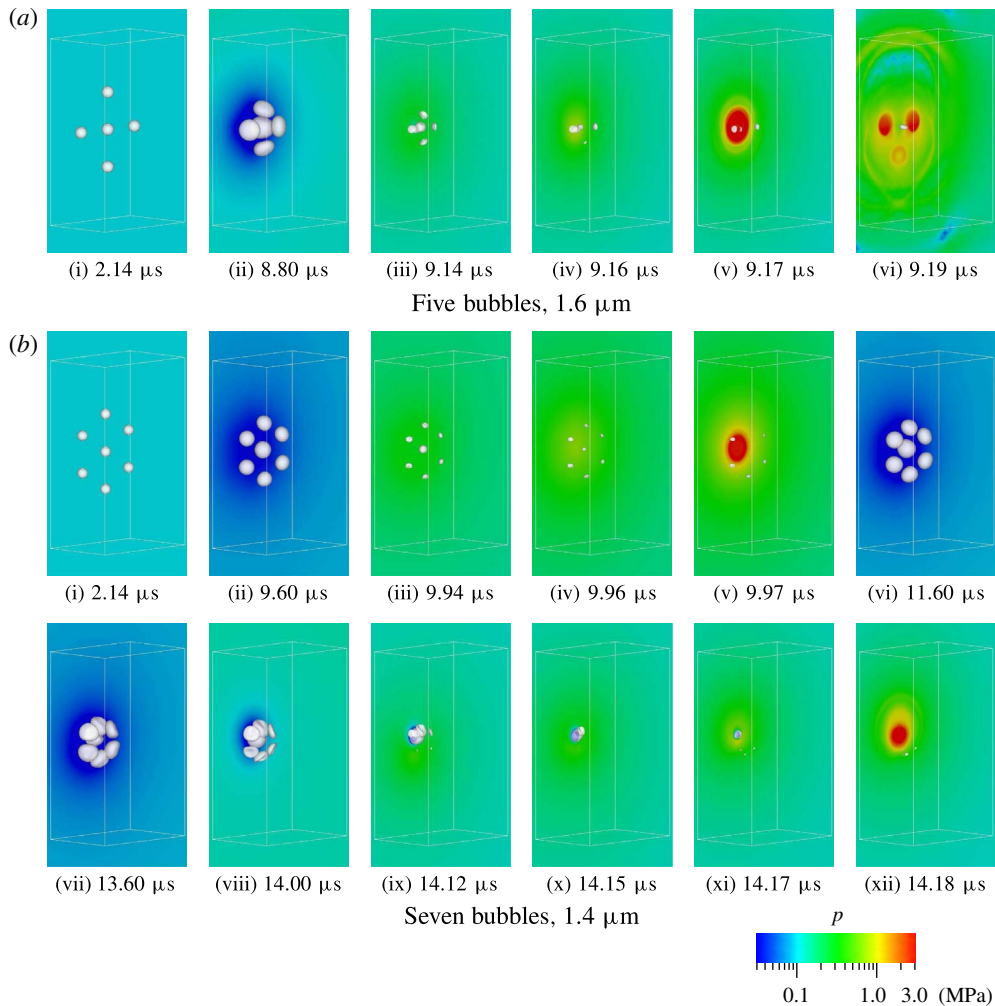 (a)
(i) 2.14 μs (ii) 8.80 μs (iii) 9.14 μs (iv) 9.16 μs (v) 9.17 μs (vi) 9.19 μs
Five bubbles, 1.6 μm
(b)
(i) 2.14 μs (ii) 9.60 μs (iii) 9.94 μs (iv) 9.96 μs (v) 9.97 μs (vi) 11.60 μs
(vii) 13.60 μs (viii) 14.00 μs (ix) 14.12 μs (x) 14.15 μs (xi) 14.17 μs (xii) 14.18 μs
Seven bubbles, 1.4 μm
p
0.1 1.0 3.0 (MPa)